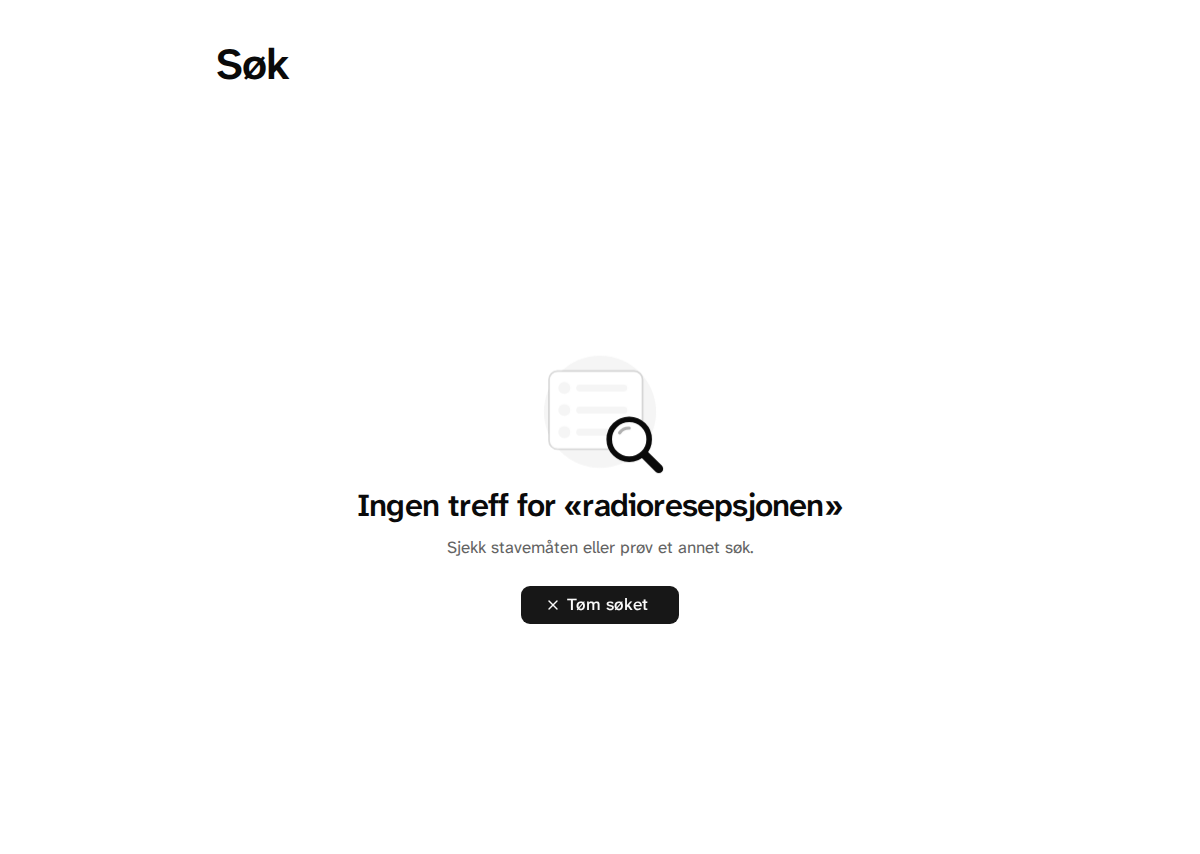 Søk
Ingen treff for «radioresepsjonen»
Sjekk stavemåten eller prøv et annet søk.
Tøm søket